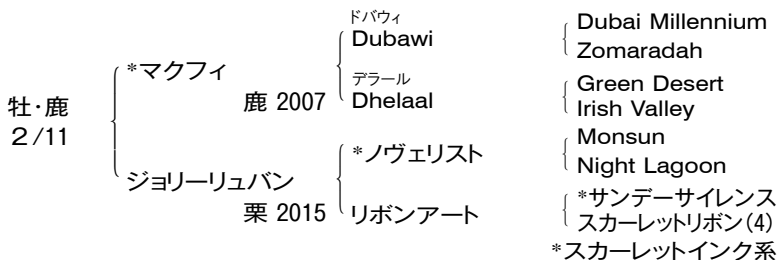 牡・鹿
２/11
*マクフィ
鹿 2007
ジョリーリュバン
栗 2015
ドバウィ
Dubawi
デラール
Dhelaal
*ノヴェリスト
リボンアート
Dubai Millennium
Zomaradah
Green Desert
Irish Valley
Monsun
Night Lagoon
*サンデーサイレンス
スカーレットリボン(4)
*スカーレットインク系